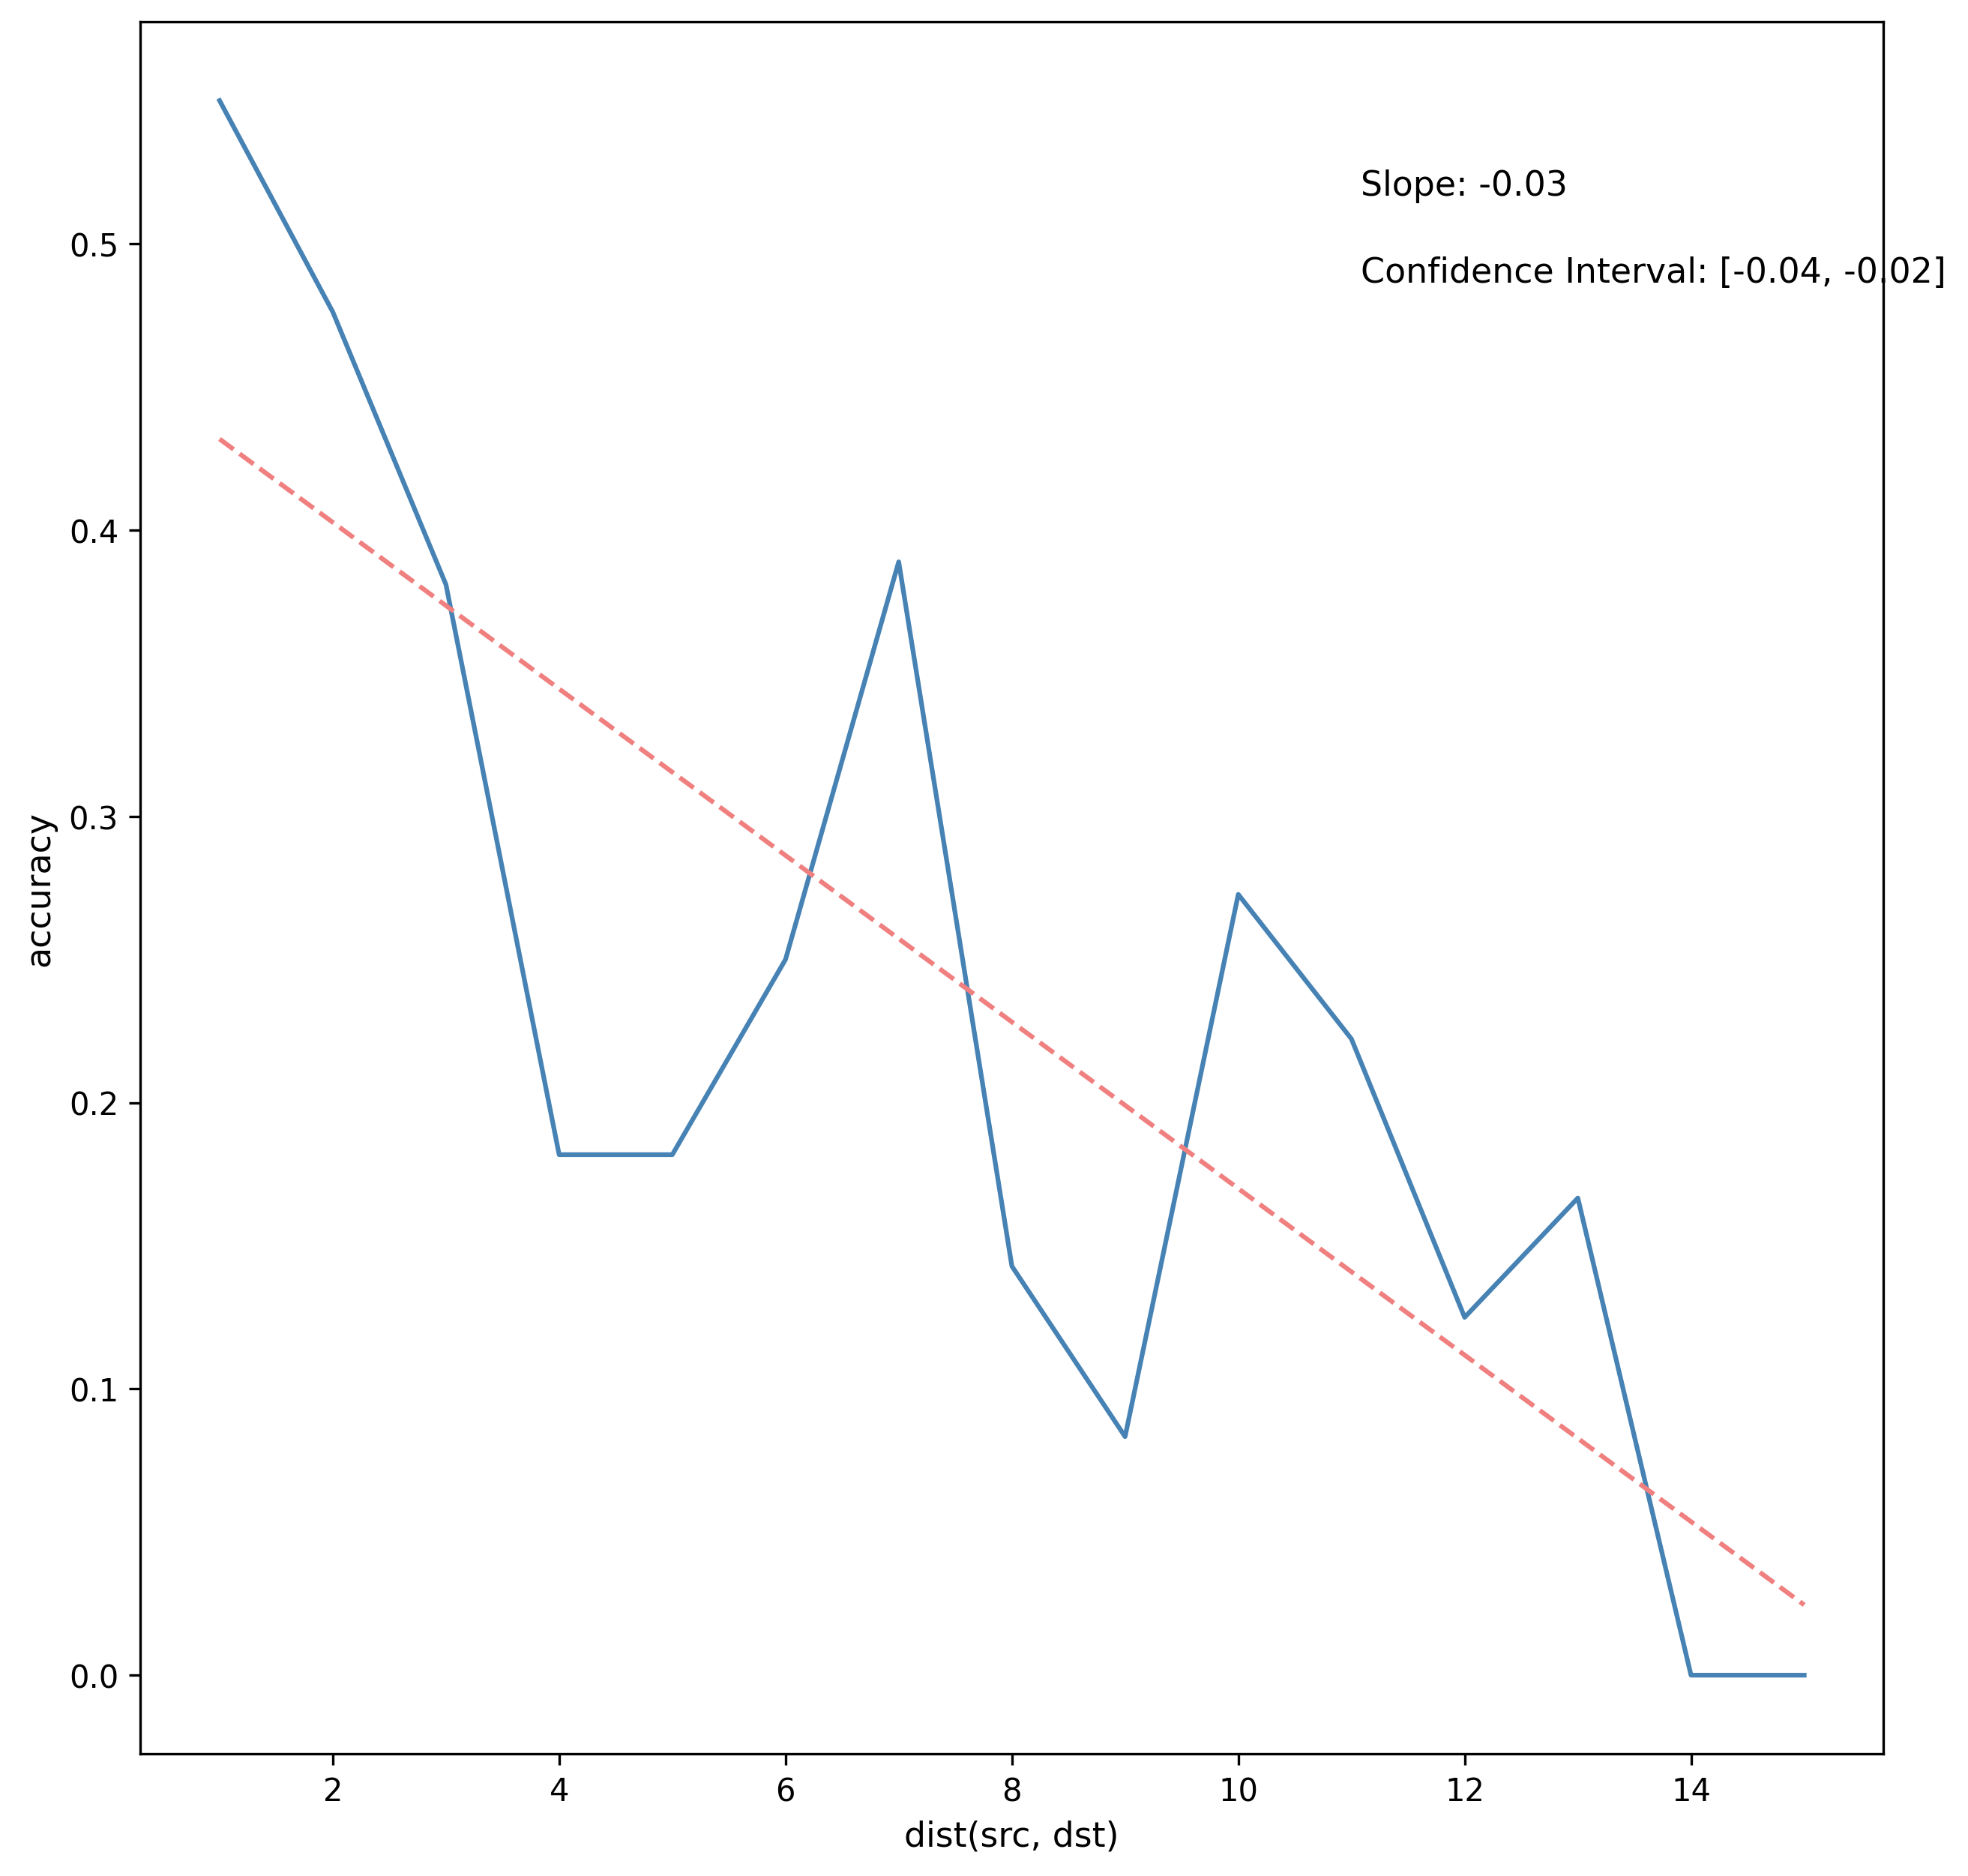 Slope: -0.03
Confidence Interval: [-0.04, -0.02]
0.5
0.4
0.3
0.2
0.1
0.0
accuracy
2 4 6 8 10 12 14
dist(src, dst)